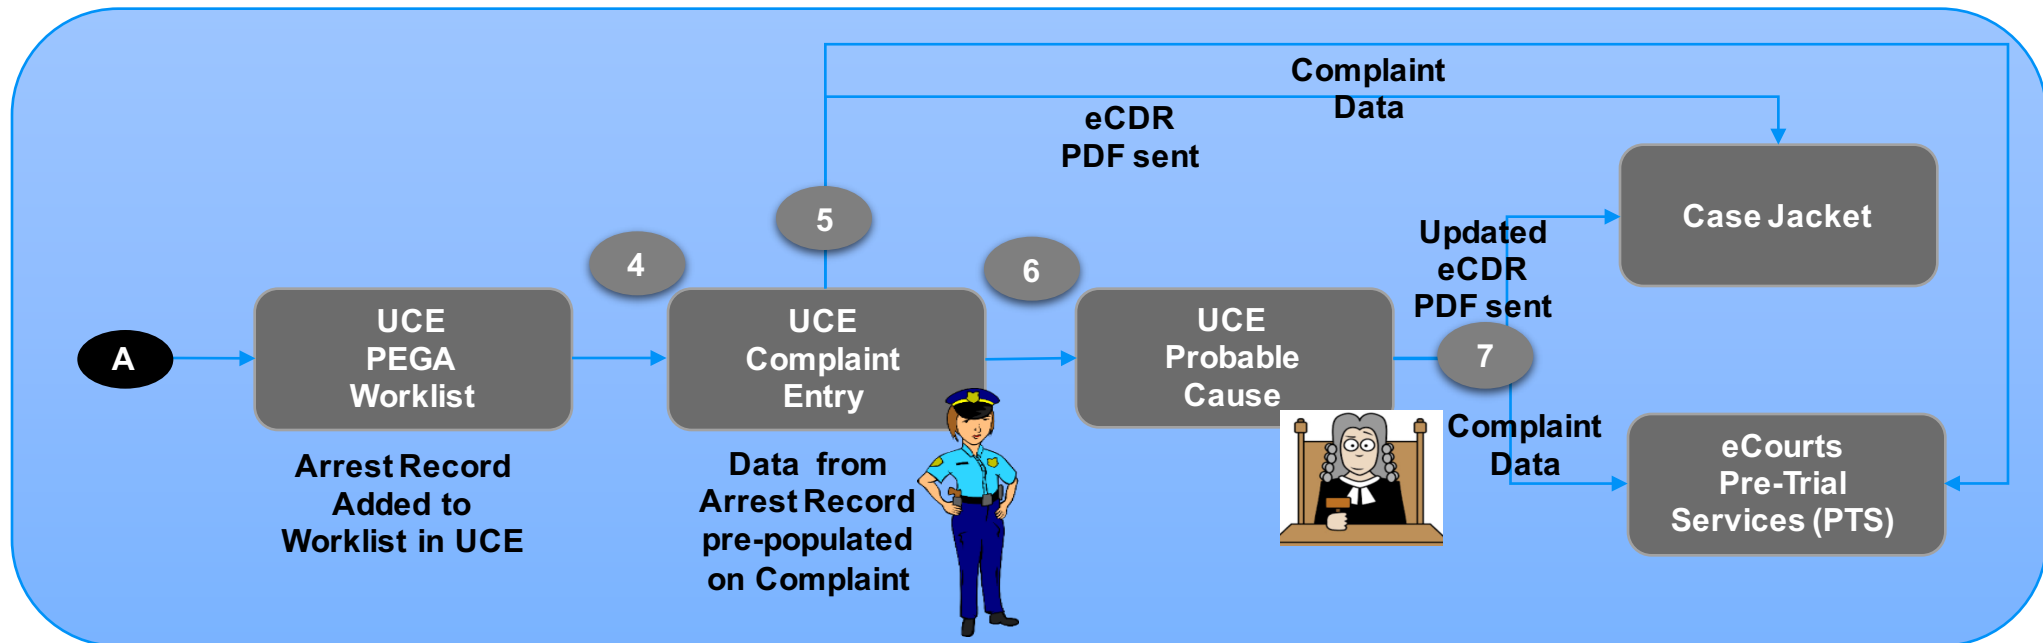 Complaint
Data
eCDR
PDF sent
5
4
6
Case Jacket
Updated
eCDR
PDF sent
A
UCE
PEGA
Worklist
UCE
Complaint
Entry
UCE
Probable
Cause
7
Arrest Record
Added to
Worklist in UCE
Data from
Arrest Record
pre-populated
on Complaint
Complaint
Data
eCourts
Pre-Trial
Services (PTS)